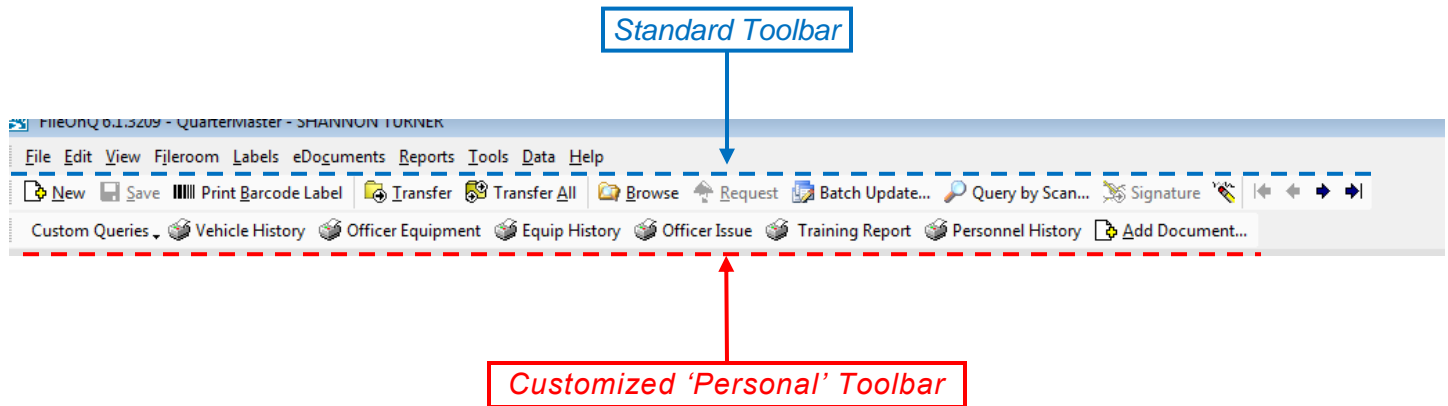 Standard Toolbar
FileOnQ 6.1.3209 - QuarterMaster - SHANNON TURNER
File Edit View Fileroom Labels eDocuments Reports Tools Data Help
New Save Print Barcode Label Transfer Transfer All Browse Request Batch Update... Query by Scan... Signature
Custom Queries Vehicle History Officer Equipment Equip History Officer Issue Training Report Personnel History Add Document...
Customized ‘Personal’ Toolbar